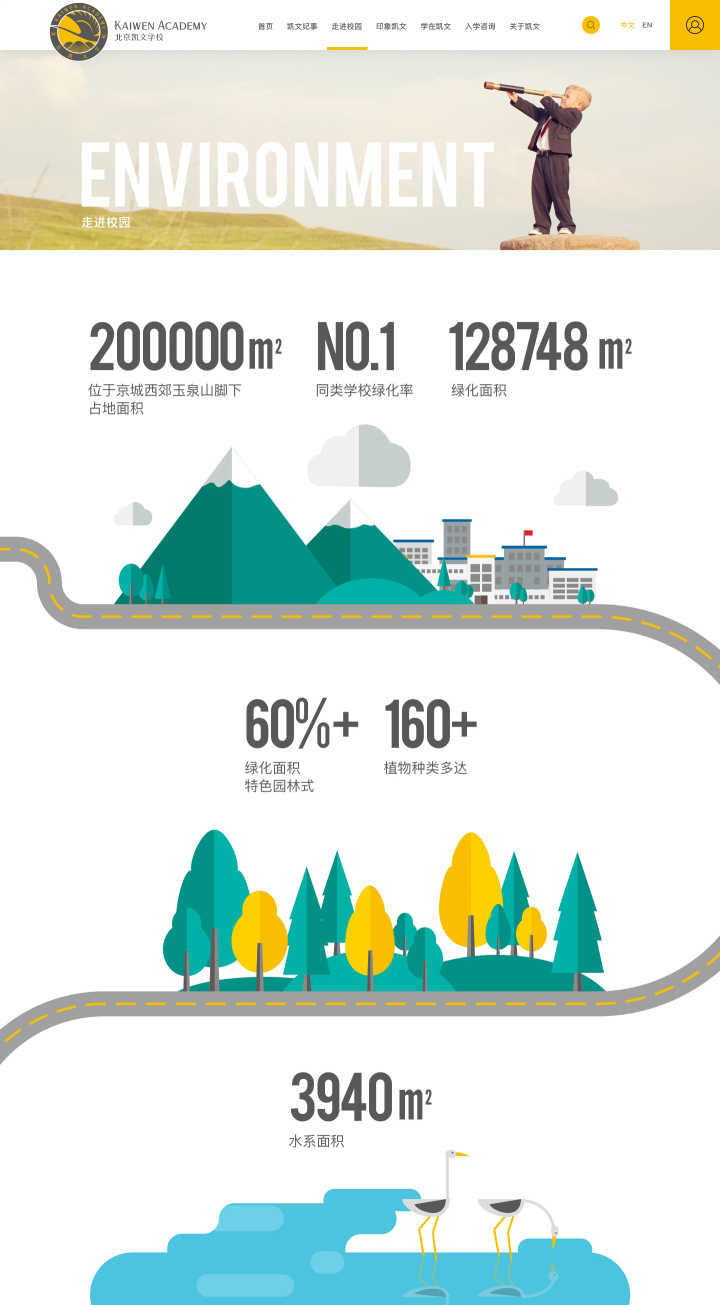 KAIWEN ACADEMY
北京凯文学校
首页 凯文纪事 走进校园 印象凯文 学在凯文 入学咨询 关于凯文
中文 EN
ENVIRONMENT
走进校园
200000 m²
位于京城西郊玉泉山脚下
占地面积
NO.1
同类学校绿化率
128748 m²
绿化面积
60%+
绿化面积
特色园林式
160+
植物种类多达
3940 m²
水系面积